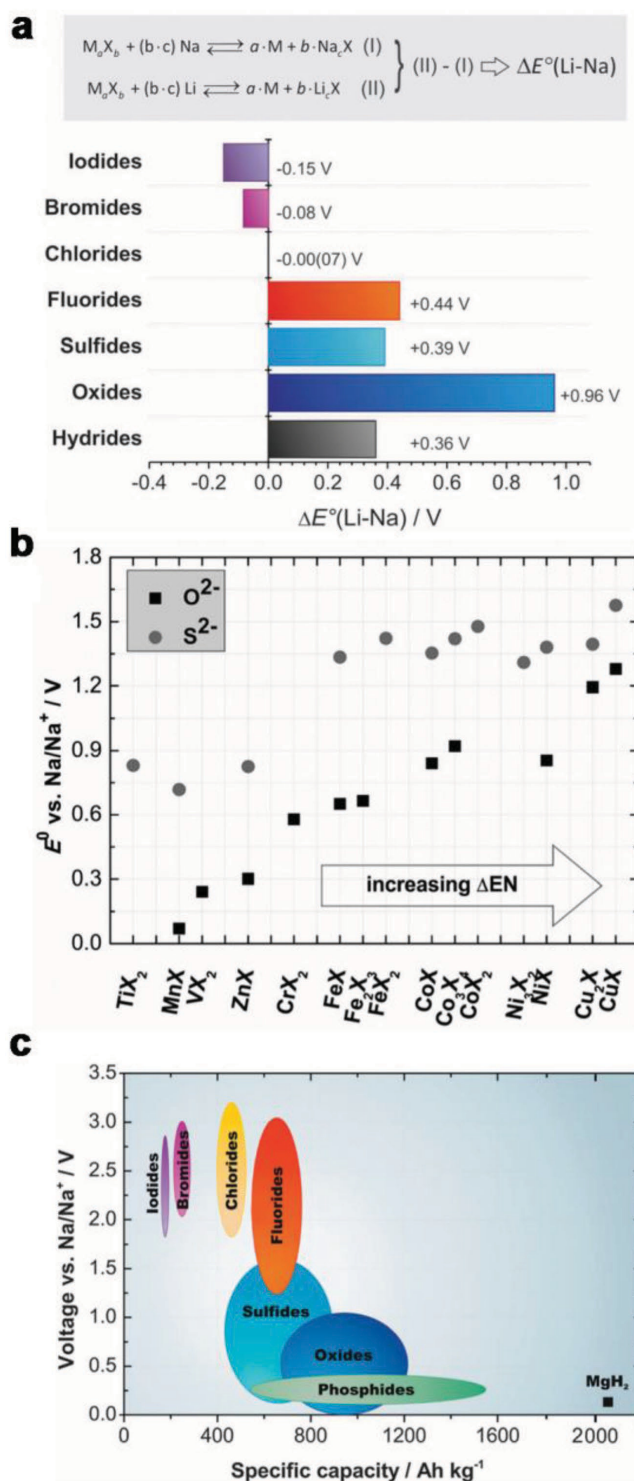 a
MₐX_b + (b·c) Na ⇌ a·M + b·Na_cX (I)
MₐX_b + (b·c) Li ⇌ a·M + b·Li_cX (II)
(II) - (I) ⇨ ΔE°(Li-Na)
Iodides
-0.15 V
Bromides
-0.08 V
Chlorides
-0.00(07) V
Fluorides
+0.44 V
Sulfides
+0.39 V
Oxides
+0.96 V
Hydrides
+0.36 V
-0.4 -0.2 0.0 0.2 0.4 0.6 0.8 1.0
ΔE°(Li-Na) / V
b
E⁰ vs. Na/Na⁺ / V
1.8
1.5
1.2
0.9
0.6
0.3
0.0
O²⁻
S²⁻
increasing ΔEN
TiX₂
MnX
VX₂
ZnX
CrX₂
FeX
Fe₂X₃
FeX₂
CoX
Co₃X₄
CoX₂
Ni₃X₂
NiX
Cu₂X
CuX
c
Voltage vs. Na/Na⁺ / V
3.5
3.0
2.5
2.0
1.5
1.0
0.5
0.0
Iodides
Bromides
Chlorides
Fluorides
Sulfides
Oxides
Phosphides
MgH₂
0 400 800 1200 1600 2000
Specific capacity / Ah kg⁻¹